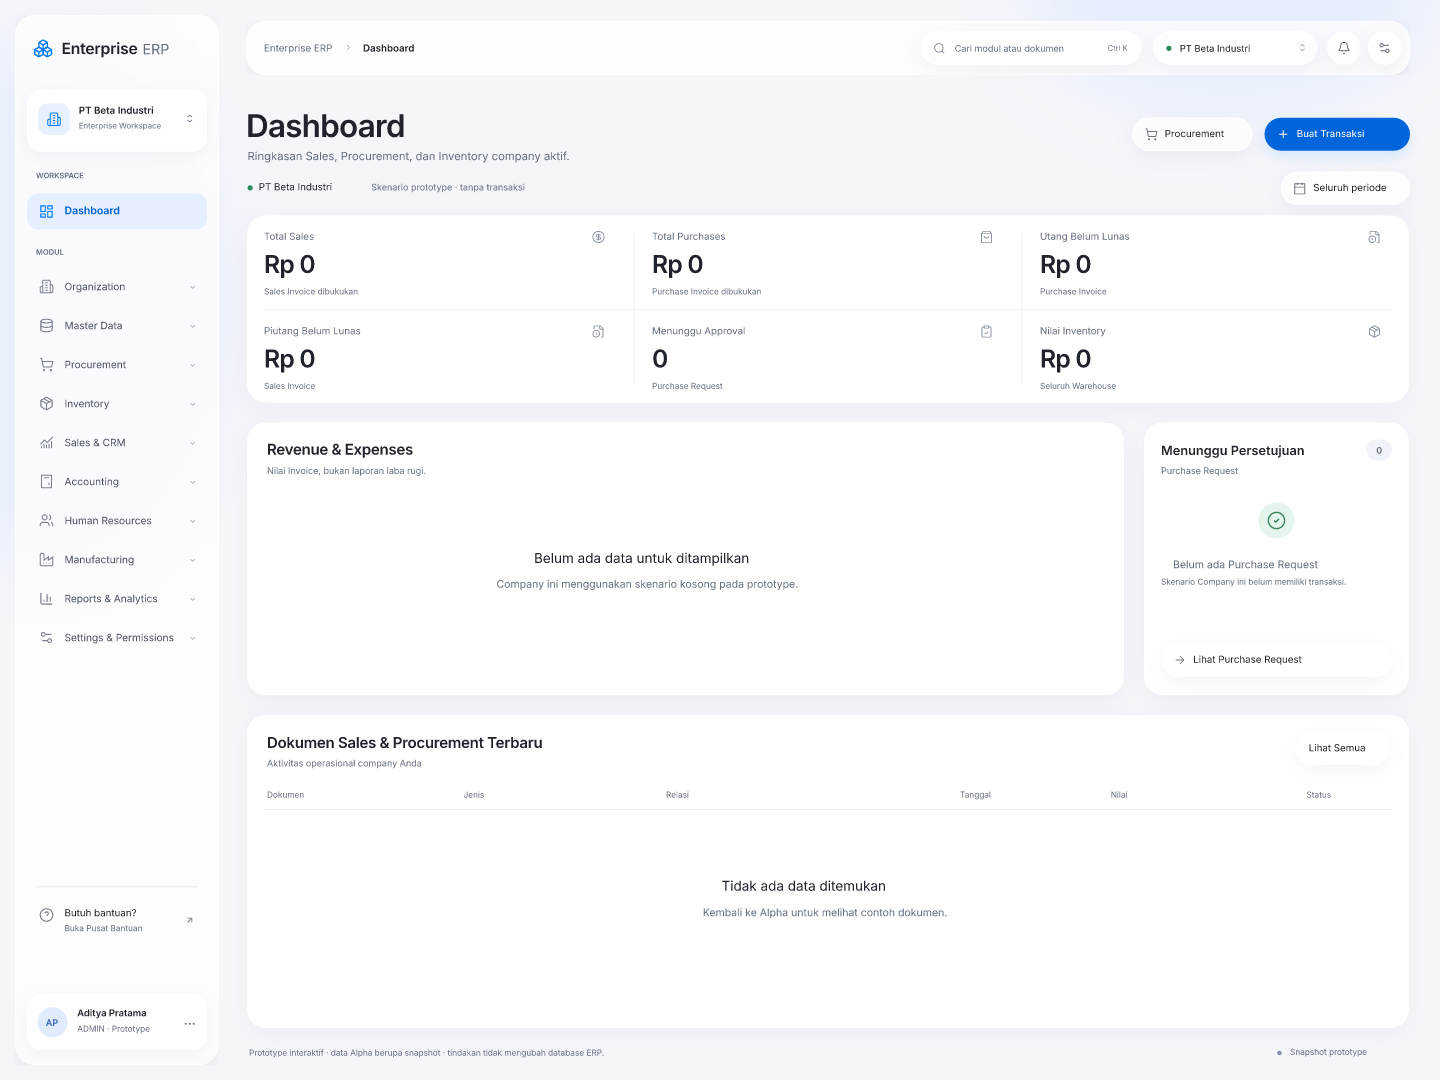 Enterprise ERP
PT Beta Industri
Enterprise Workspace
WORKSPACE
Dashboard
MODUL
Organization
Master Data
Procurement
Inventory
Sales & CRM
Accounting
Human Resources
Manufacturing
Reports & Analytics
Settings & Permissions
Butuh bantuan?
Buka Pusat Bantuan
AP
Aditya Pratama
ADMIN · Prototype
Enterprise ERP
Dashboard
Cari modul atau dokumen
Ctrl K
PT Beta Industri
Dashboard
Ringkasan Sales, Procurement, dan Inventory company aktif.
Procurement
Buat Transaksi
PT Beta Industri
Skenario prototype · tanpa transaksi
Seluruh periode
Total Sales
Rp 0
Sales Invoice dibukukan
Total Purchases
Rp 0
Purchase Invoice dibukukan
Utang Belum Lunas
Rp 0
Purchase Invoice
Piutang Belum Lunas
Rp 0
Sales Invoice
Menunggu Approval
0
Purchase Request
Nilai Inventory
Rp 0
Seluruh Warehouse
Revenue & Expenses
Nilai Invoice, bukan laporan laba rugi.
Belum ada data untuk ditampilkan
Company ini menggunakan skenario kosong pada prototype.
Menunggu Persetujuan
0
Purchase Request
Belum ada Purchase Request
Skenario Company ini belum memiliki transaksi.
Lihat Purchase Request
Dokumen Sales & Procurement Terbaru
Aktivitas operasional company Anda
Lihat Semua
Dokumen
Jenis
Relasi
Tanggal
Nilai
Status
Tidak ada data ditemukan
Kembali ke Alpha untuk melihat contoh dokumen.
Prototype interaktif · data Alpha berupa snapshot · tindakan tidak mengubah database ERP.
Snapshot prototype